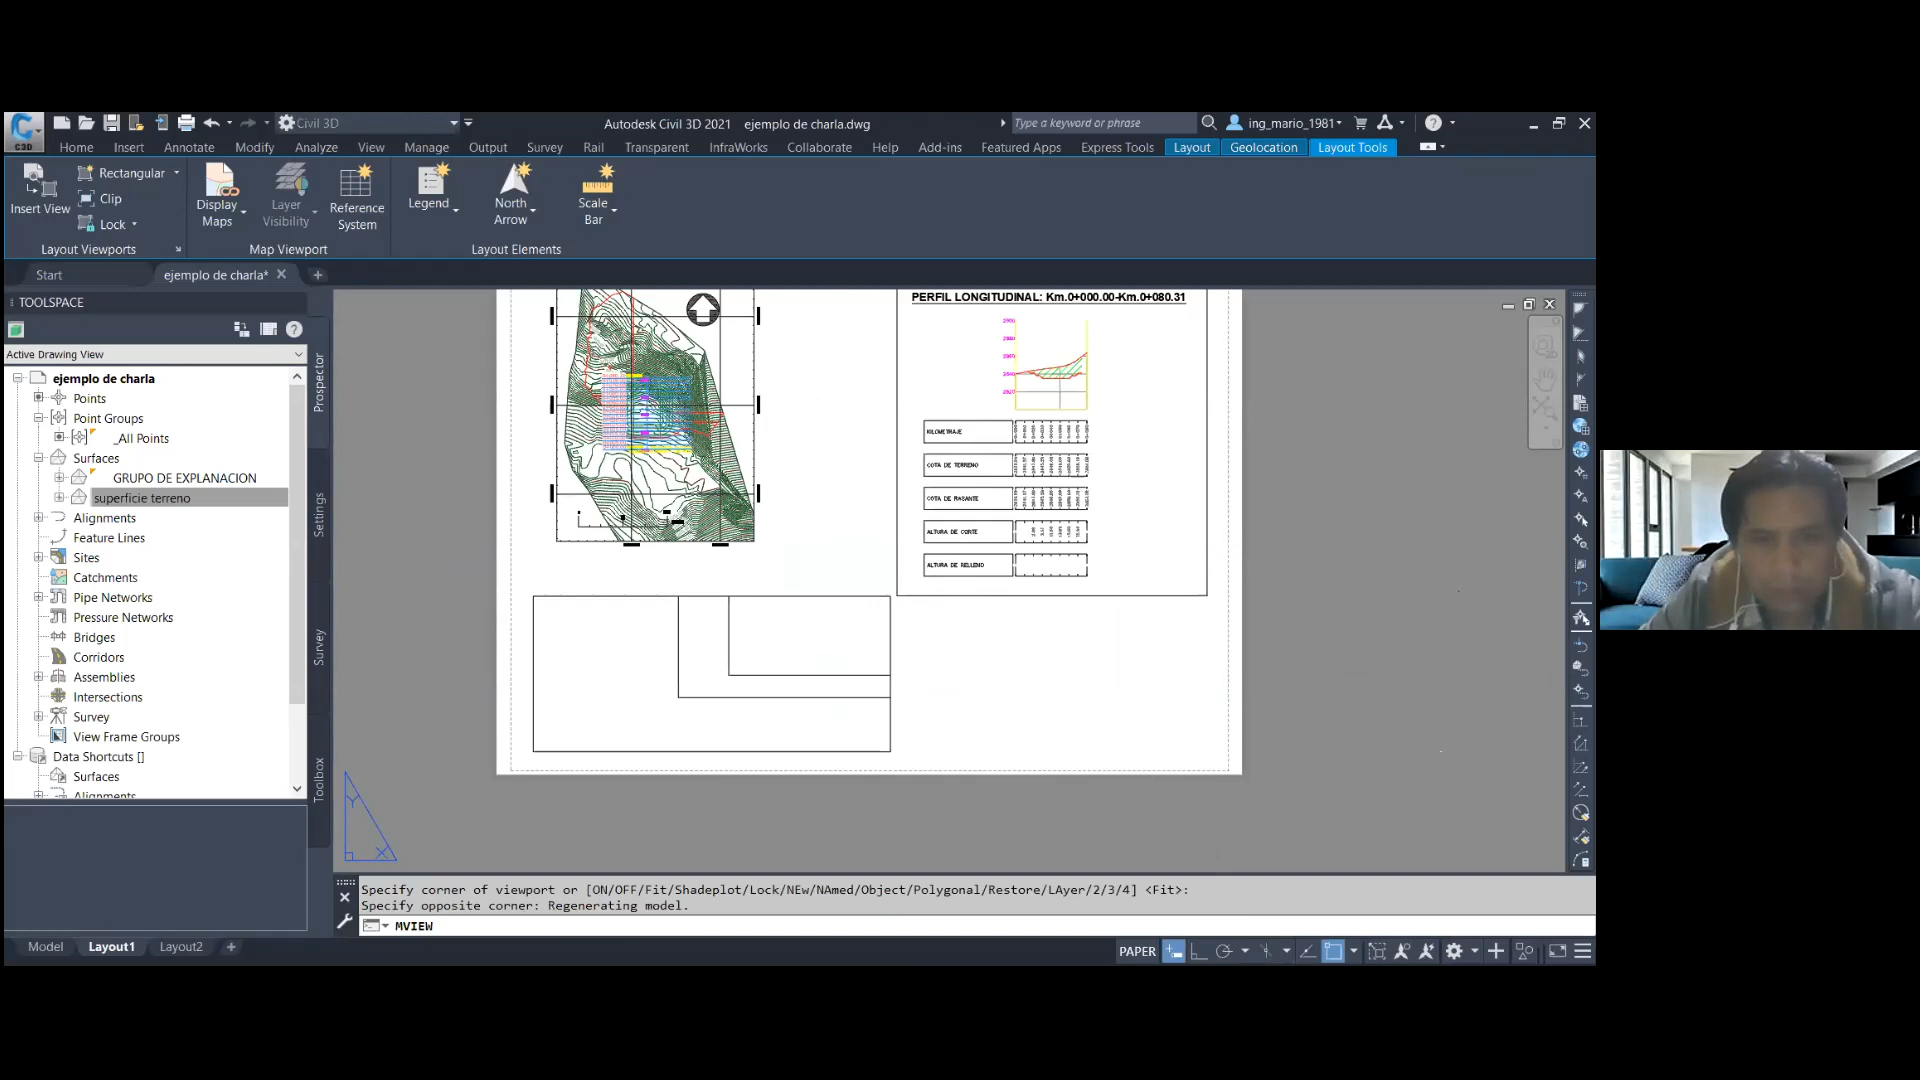 Civil 3D
Autodesk Civil 3D 2021 ejemplo de charla.dwg
Type a keyword or phrase
ing_mario_1981
C3D
Home Insert Annotate Modify Analyze View Manage Output Survey Rail Transparent InfraWorks Collaborate Help Add-ins Featured Apps Express Tools Layout Geolocation Layout Tools
Insert View
Rectangular
Clip
Lock
Display Maps
Layer Visibility
Reference System
Legend
North Arrow
Scale Bar
Layout Viewports
Map Viewport
Layout Elements
Start
ejemplo de charla*
TOOLSPACE
Active Drawing View
ejemplo de charla
Points
Point Groups
_All Points
Surfaces
GRUPO DE EXPLANACION
superficie terreno
Alignments
Feature Lines
Sites
Catchments
Pipe Networks
Pressure Networks
Bridges
Corridors
Assemblies
Intersections
Survey
View Frame Groups
Data Shortcuts []
Surfaces
Alignments
Prospector
Settings
Survey
Toolbox
PERFIL LONGITUDINAL: Km.0+000.00-Km.0+080.31
KILOMETRAJE
COTA DE TERRENO
COTA DE RASANTE
ALTURA DE CORTE
ALTURA DE RELLENO
Y
X
Specify corner of viewport or [ON/OFF/Fit/Shadeplot/Lock/NEw/NAmed/Object/Polygonal/Restore/LAyer/2/3/4] <Fit>:
Specify opposite corner: Regenerating model.
MVIEW
Model Layout1 Layout2
PAPER